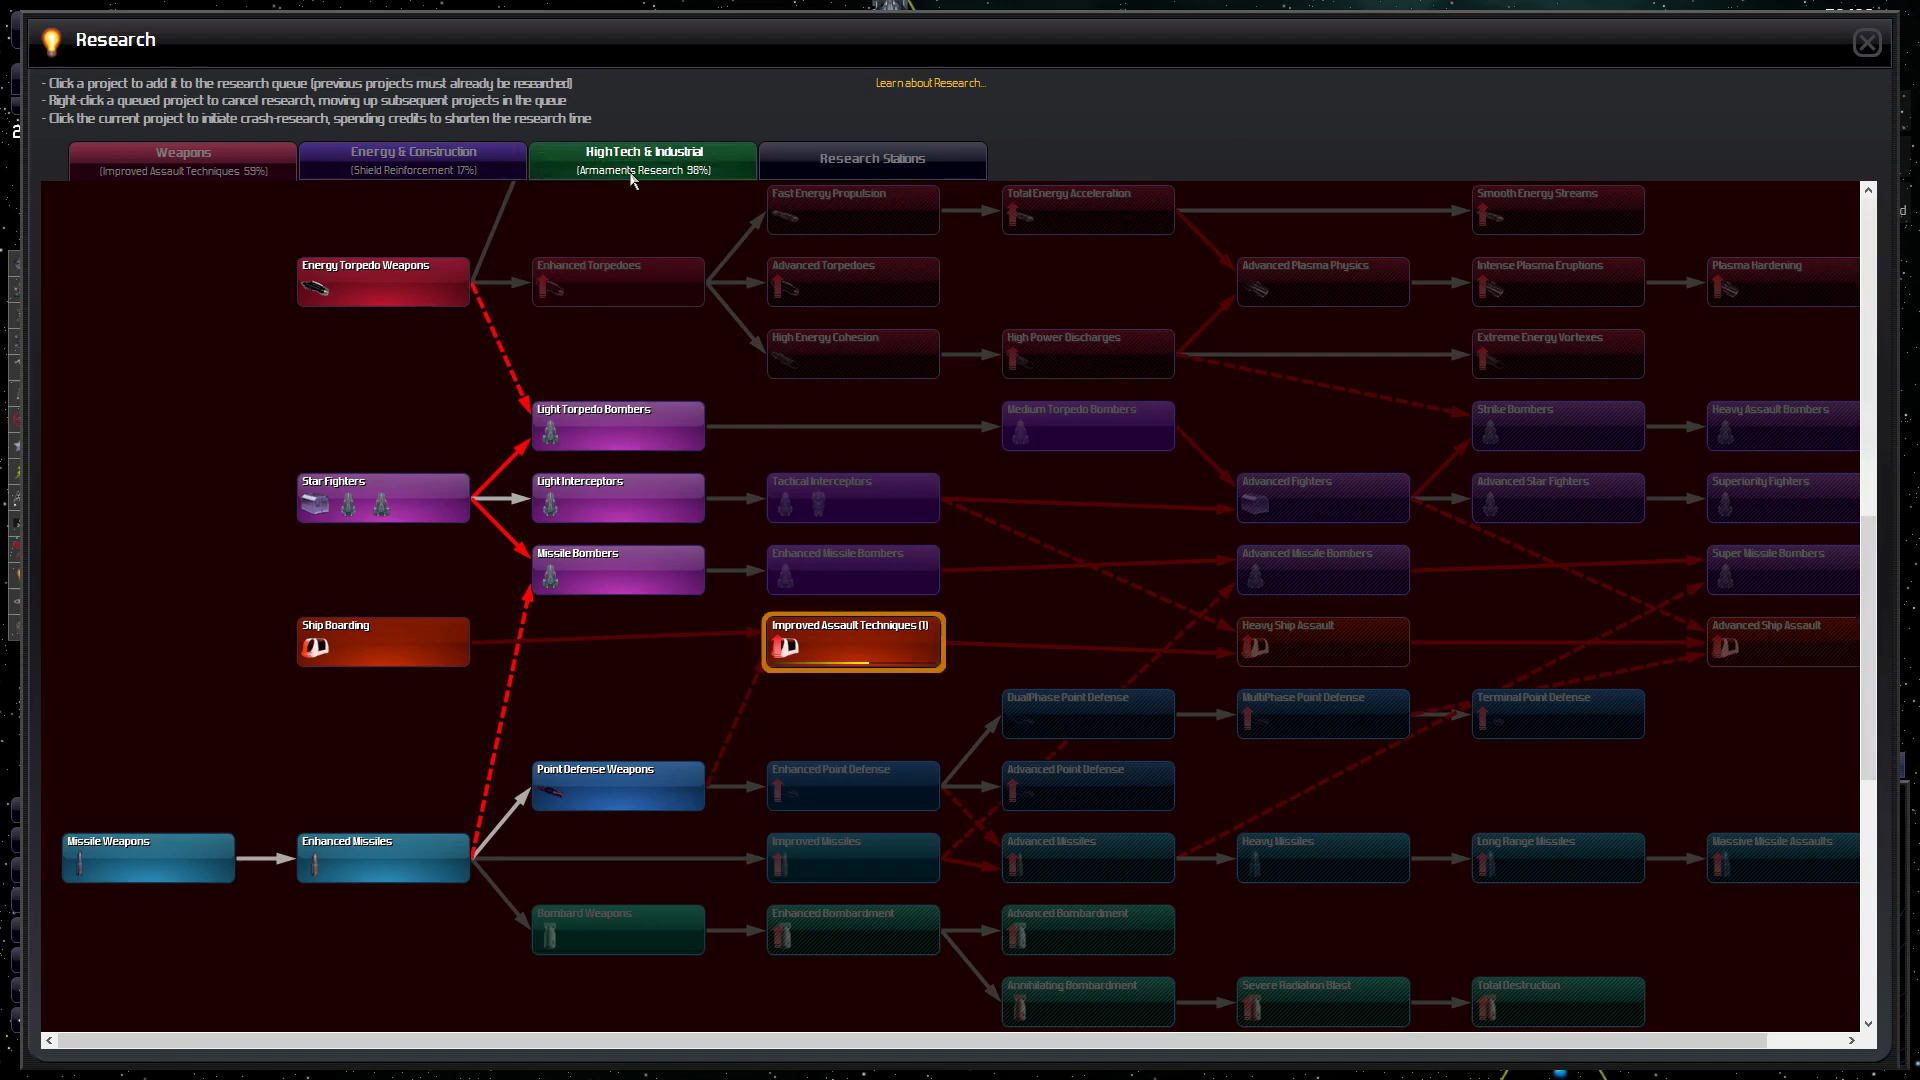 Research
- Click a project to add it to the research queue (previous projects must already be researched)
Learn about Research...
- Right-click a queued project to cancel research, moving up subsequent projects in the queue
- Click the current project to initiate crash-research, spending credits to shorten the research time
Weapons
(Improved Assault Techniques 59%)
Energy & Construction
(Shield Reinforcement 17%)
HighTech & Industrial
(Armaments Research 98%)
Research Stations
Fast Energy Propulsion
Total Energy Acceleration
Smooth Energy Streams
Energy Torpedo Weapons
Enhanced Torpedoes
Advanced Torpedoes
Advanced Plasma Physics
Intense Plasma Eruptions
Plasma Hardening
High Energy Cohesion
High Power Discharges
Extreme Energy Vortexes
Light Torpedo Bombers
Medium Torpedo Bombers
Strike Bombers
Heavy Assault Bombers
Star Fighters
Light Interceptors
Tactical Interceptors
Advanced Fighters
Advanced Star Fighters
Superiority Fighters
Missile Bombers
Enhanced Missile Bombers
Advanced Missile Bombers
Super Missile Bombers
Ship Boarding
Improved Assault Techniques (1)
Heavy Ship Assault
Advanced Ship Assault
DualPhase Point Defense
MultiPhase Point Defense
Terminal Point Defense
Point Defense Weapons
Enhanced Point Defense
Advanced Point Defense
Missile Weapons
Enhanced Missiles
Improved Missiles
Advanced Missiles
Heavy Missiles
Long Range Missiles
Massive Missile Assaults
Bombard Weapons
Enhanced Bombardment
Advanced Bombardment
Annihilating Bombardment
Severe Radiation Blast
Total Destruction